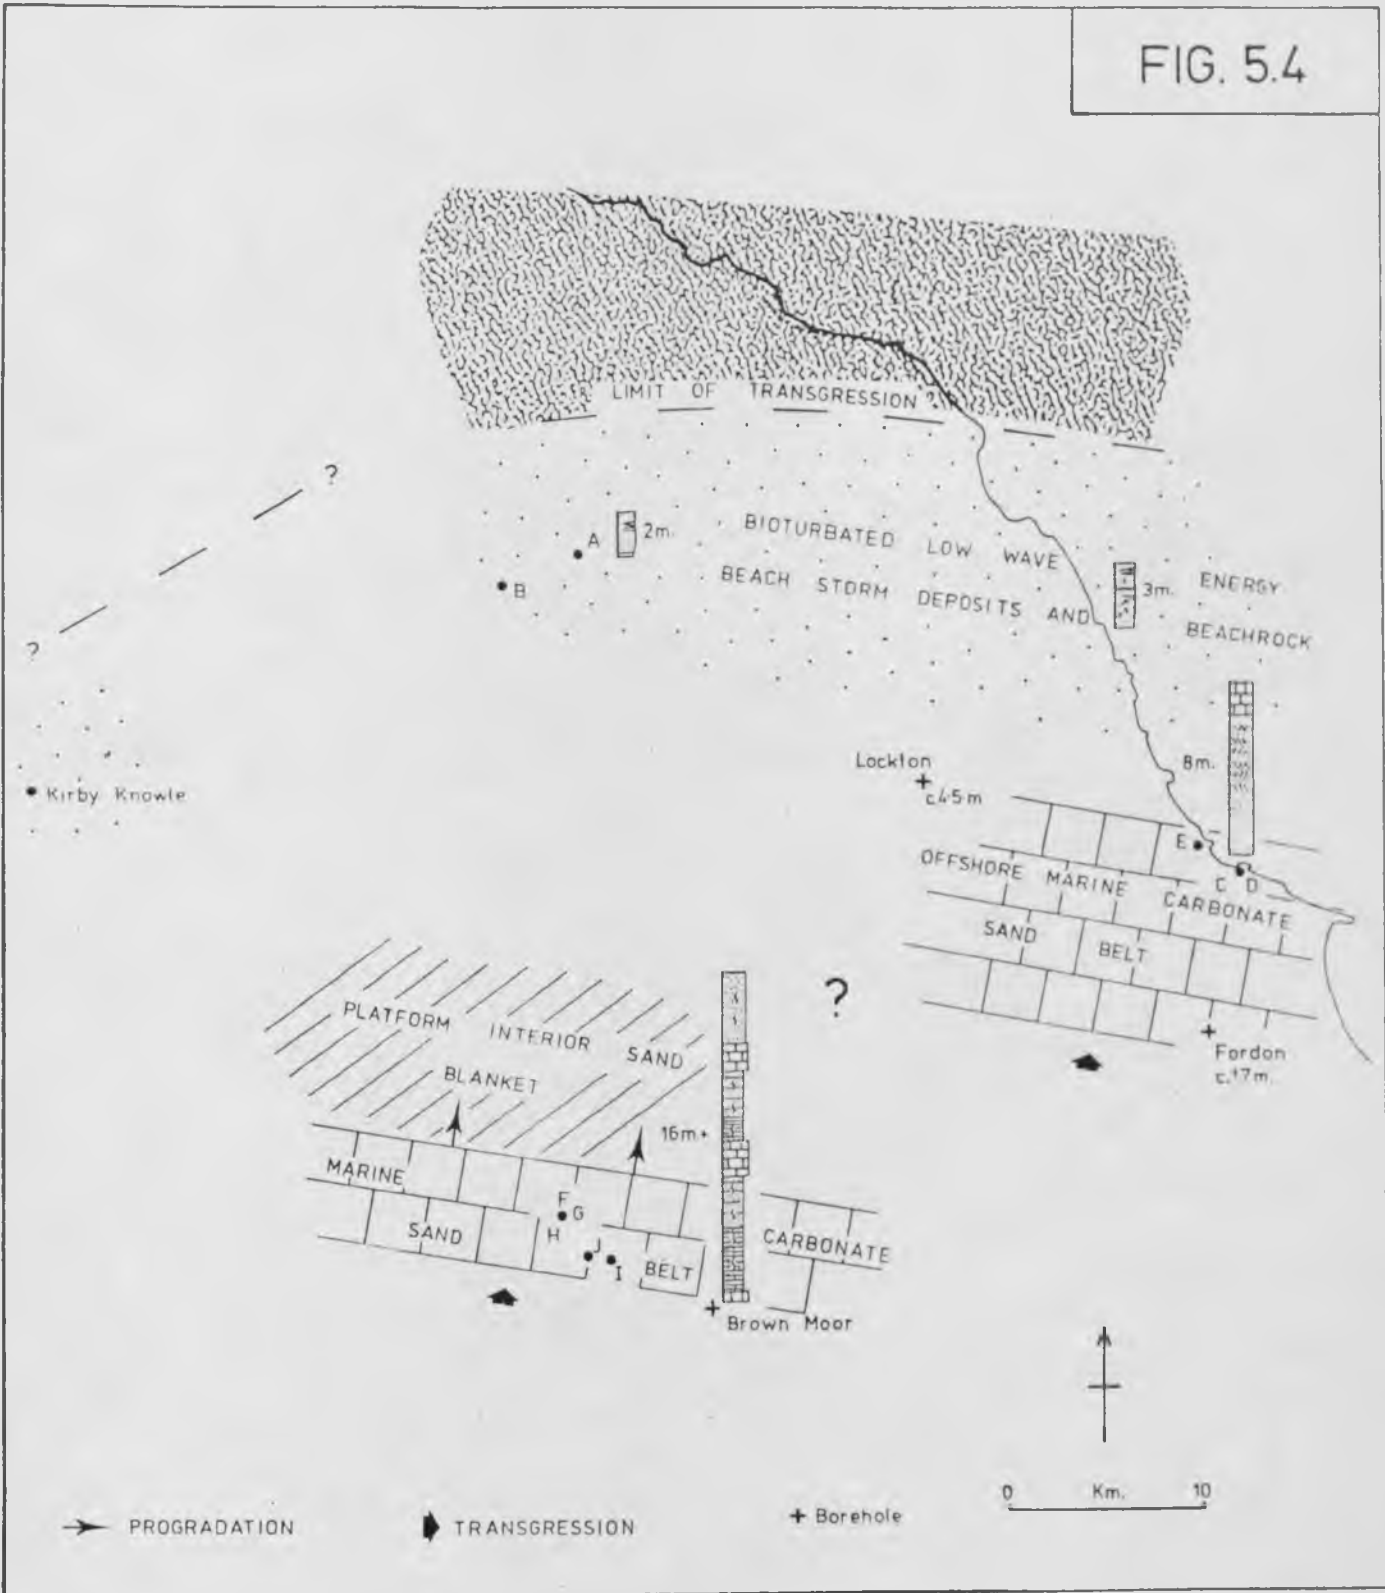 FIG. 5.4
LIMIT OF TRANSGRESSION ?
?
?
A
2m.
B
BIOTURBATED LOW WAVE ENERGY
3m.
BEACH STORM DEPOSITS AND BEACHROCK
Kirby Knowle
Lockton
c.4·5m
8m.
E
C D
OFFSHORE MARINE CARBONATE
SAND BELT
Fordon
?
PLATFORM INTERIOR SAND
BLANKET
16m+
MARINE
F
G
H
SAND
J
I
BELT
CARBONATE
Brown Moor
0 Km. 10
PROGRADATION
TRANSGRESSION
Borehole